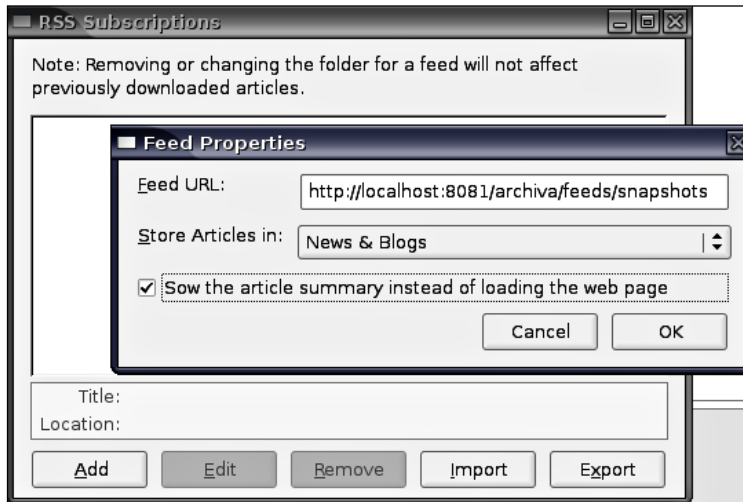 RSS Subscriptions
Note: Removing or changing the folder for a feed will not affect
previously downloaded articles.
Feed Properties
Feed URL:
http://localhost:8081/archiva/feeds/snapshots
Store Articles in:
News & Blogs
Sow the article summary instead of loading the web page
Cancel
OK
Title:
Location:
Add
Edit
Remove
Import
Export